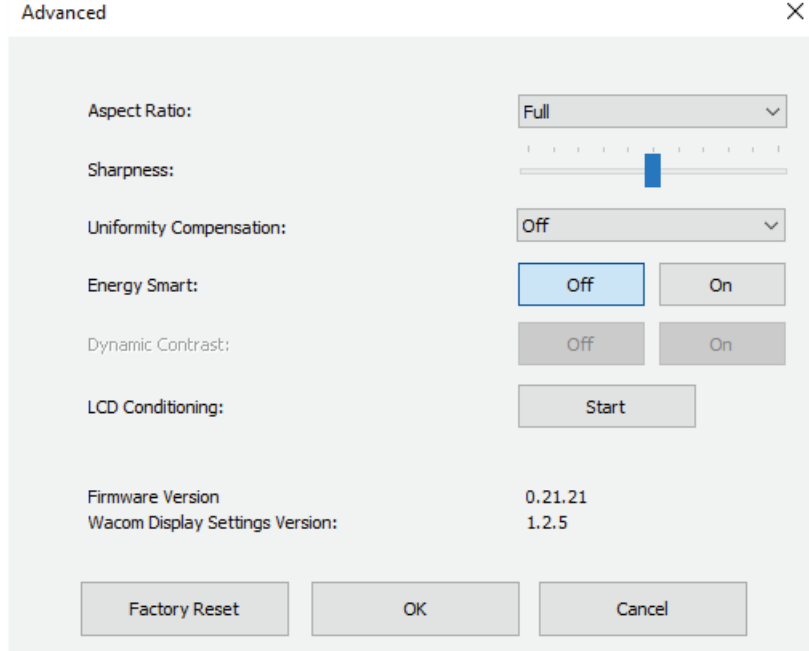 Advanced
Aspect Ratio: Full
Sharpness:
Uniformity Compensation: Off
Energy Smart: Off On
Dynamic Contrast: Off On
LCD Conditioning: Start
Firmware Version 0.21.21
Wacom Display Settings Version: 1.2.5
Factory Reset OK Cancel